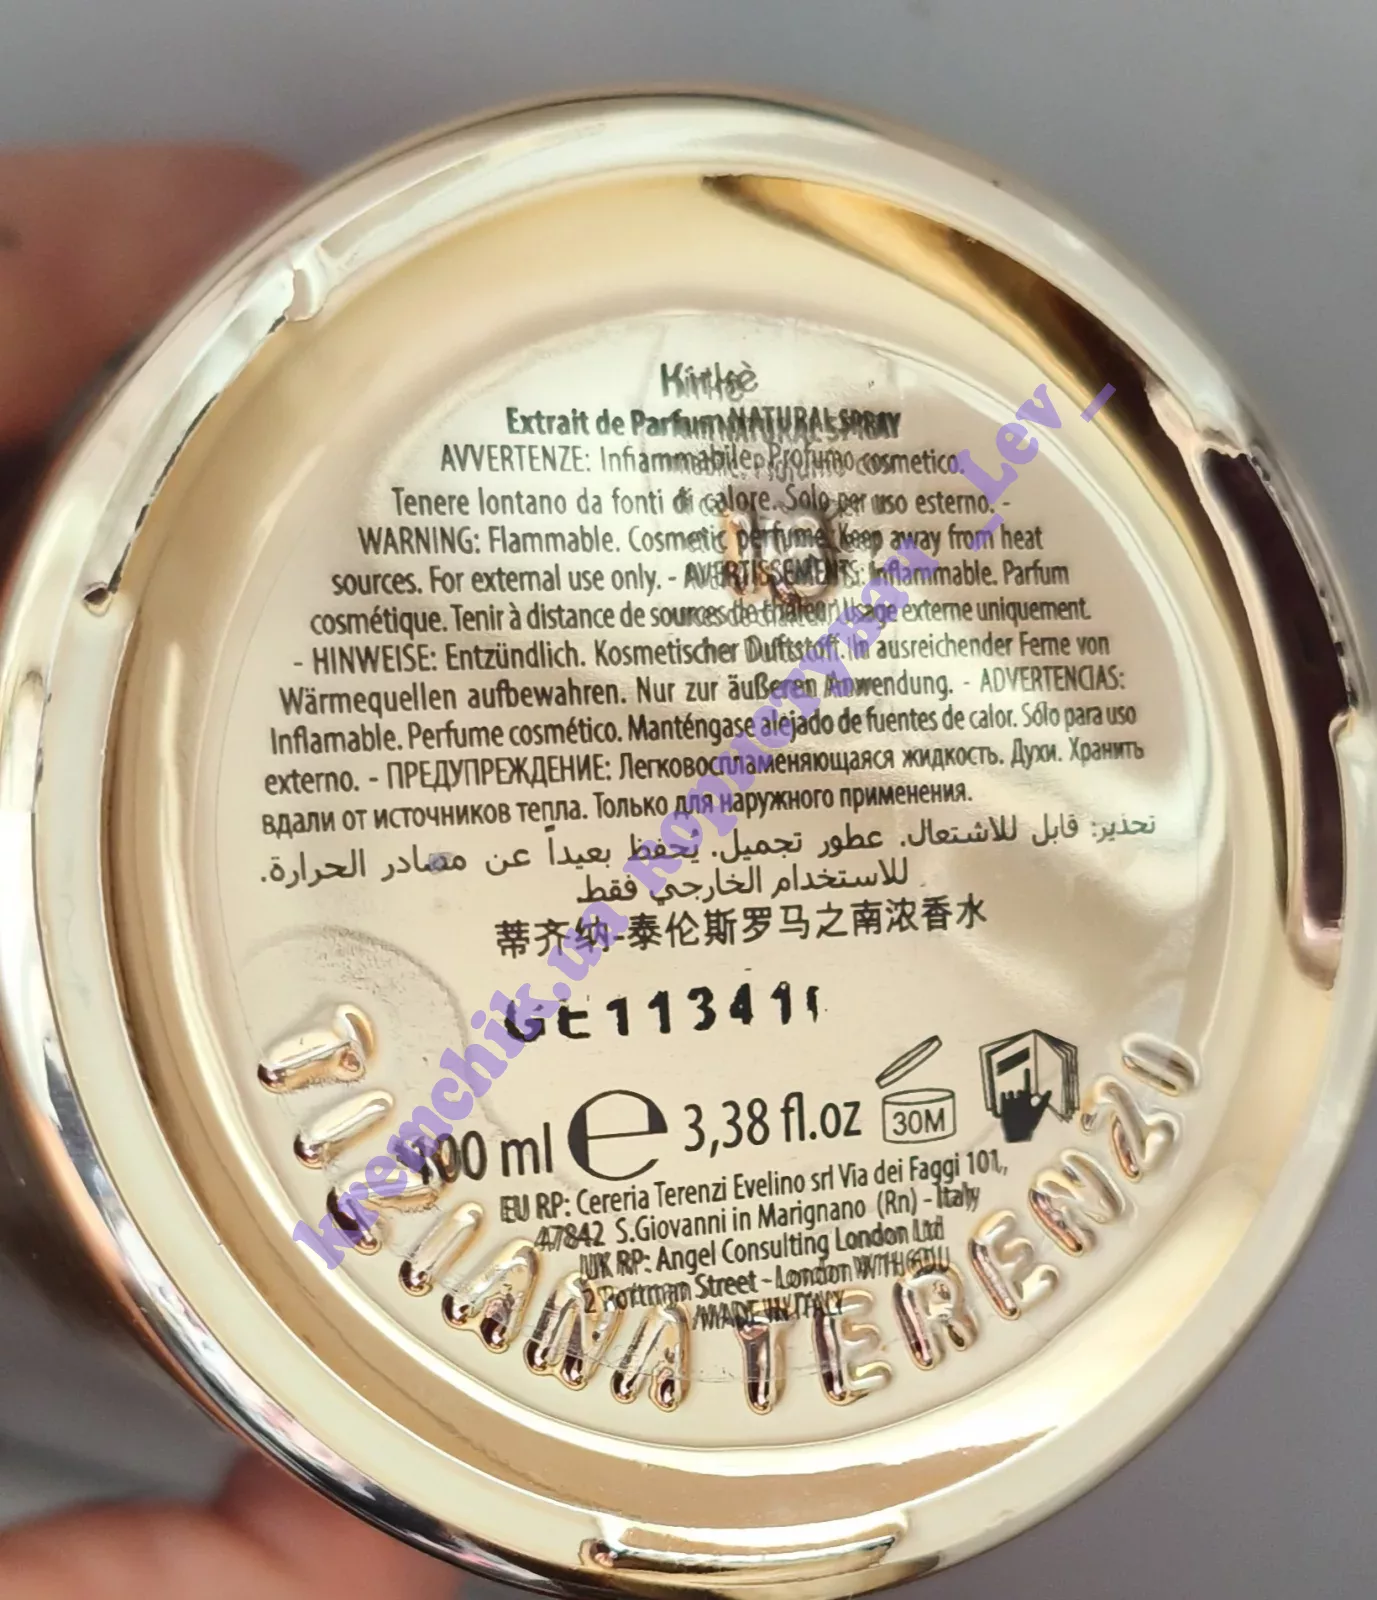 Kirkè
Extrait de Parfum NATURAL SPRAY
AVVERTENZE: Infiammabile. Profumo cosmetico.
Tenere lontano da fonti di calore. Solo per uso esterno. -
WARNING: Flammable. Cosmetic perfume. Keep away from heat
sources. For external use only. - AVERTISSEMENTS: Inflammable. Parfum
cosmétique. Tenir à distance de sources de chaleur. Usage externe uniquement.
- HINWEISE: Entzündlich. Kosmetischer Duftstoff. In ausreichender Ferne von
Wärmequellen aufbewahren. Nur zur äußeren Anwendung. - ADVERTENCIAS:
Inflamable. Perfume cosmético. Manténgase alejado de fuentes de calor. Sólo para uso
externo. - ПРЕДУПРЕЖДЕНИЕ: Легковоспламеняющаяся жидкость. Духи. Хранить
вдали от источников тепла. Только для наружного применения.
تحذير: قابل للاشتعال. عطور تجميل. يُحفظ بعيداً عن مصادر الحرارة.
للاستخدام الخارجي فقط
蒂齐纳-泰伦斯罗马之南浓香水
100 ml e 3,38 fl.oz 30M
EU RP: Cereria Terenzi Evelino srl Via dei Faggi 101,
47842 S.Giovanni in Marignano (Rn) - Italy
UK RP: Angel Consulting London Ltd
2 Portman Street - London W1H 6DU
MADE IN ITALY
TIZIANA TERENZI
kremchik.ua Користувач _Lev_